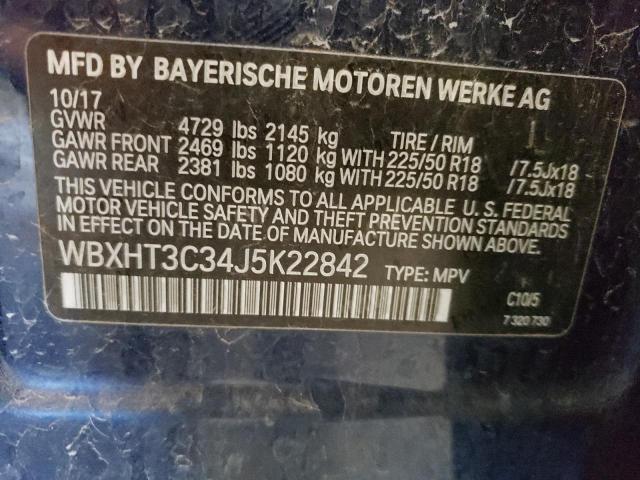 MFD BY BAYERISCHE MOTOREN WERKE AG
10/17
GVWR 4729 lbs 2145 kg TIRE / RIM
GAWR FRONT 2469 lbs 1120 kg WITH 225/50 R18 /7.5Jx18
GAWR REAR 2381 lbs 1080 kg WITH 225/50 R18 /7.5Jx18
THIS VEHICLE CONFORMS TO ALL APPLICABLE U. S. FEDERAL
MOTOR VEHICLE SAFETY AND THEFT PREVENTION STANDARDS
IN EFFECT ON THE DATE OF MANUFACTURE SHOWN ABOVE.
WBXHT3C34J5K22842 TYPE: MPV
C10/5
7 320 730